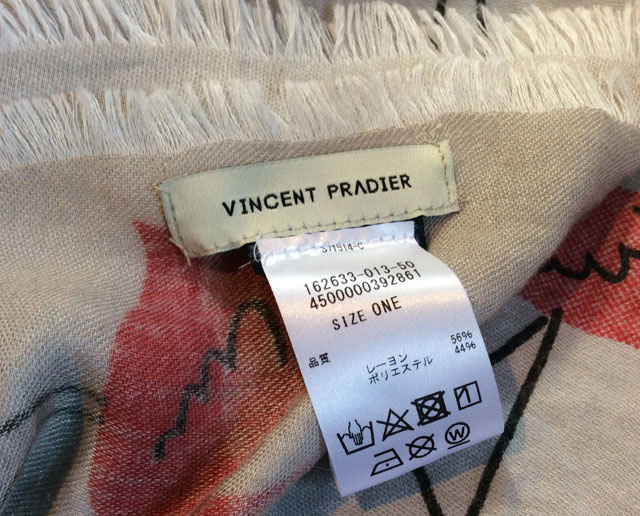 VINCENT PRADIER
S71514-C
162633-013-50
4500000392861
SIZE ONE
品質 レーヨン 56%
ポリエステル 44%
W